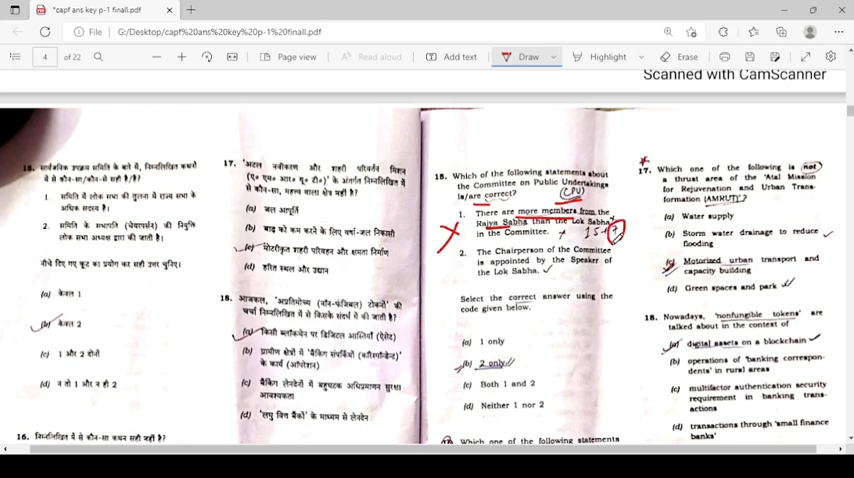 *capf ans key p-1 finall.pdf
File
G:/Desktop/capf%20ans%20key%20p-1%20finall.pdf
4 of 22
Page view
Read aloud
Add text
Draw
Highlight
Erase
Scanned with CamScanner
समिति में लोक सभा की तुलना में राज्य सभा के
अधिक सदस्य हैं।
2. समिति के सभापति (चेयरपर्सन) की नियुक्ति
लोक सभा अध्यक्ष द्वारा की जाती है।
नीचे दिए गए कूट का प्रयोग कर सही उत्तर चुनिए।
(a) केवल 1
(b) केवल 2
(c) 1 और 2 दोनों
(d) न तो 1 और न ही 2
16. निम्नलिखित में से कौन-सा कथन सही नहीं है?
17. 'अटल नवीकरण और शहरी परिवर्तन मिशन
(ए० एम० आर० यू० टी०)' के अंतर्गत निम्नलिखित में
से कौन-सा, महत्व वाला क्षेत्र नहीं है?
(a) जल आपूर्ति
(b) बाढ़ को कम करने के लिए वर्षा-जल निकासी
(c) मोटरीकृत शहरी परिवहन और क्षमता निर्माण
(d) हरित स्थल और उद्यान
18. आजकल, 'अप्रतिमोच्य (नॉन-फंजिबल) टोकनों' की
चर्चा निम्नलिखित में से किसके संदर्भ में की जाती है?
(a) किसी ब्लॉकचेन पर डिजिटल आस्तियाँ (ऐसेट)
(b) ग्रामीण क्षेत्रों में 'बैंकिंग संपर्कियों (कॉरस्पॉन्डेन्ट)'
के कार्य (ऑपरेशन)
(c) बैंकिंग लेनदेनों में बहुघटक अधिप्रमाणन सुरक्षा
आवश्यकता
(d) 'लघु वित्त बैंकों' के माध्यम से लेनदेन
15. Which of the following statements about
the Committee on Public Undertakings
is/are correct?
(CPU)
1. There are more members from the
Rajya Sabha than the Lok Sabha
in the Committee.
15+7
2. The Chairperson of the Committee
is appointed by the Speaker of
the Lok Sabha.
Select the correct answer using the
code given below.
(a) 1 only
(b) 2 only
(c) Both 1 and 2
(d) Neither 1 nor 2
Which one of the following statements
17. Which one of the following is not
a thrust area of the 'Atal Mission
for Rejuvenation and Urban Trans-
formation (AMRUT)'?
(a) Water supply
(b) Storm water drainage to reduce
flooding
(c) Motorized urban transport and
capacity building
(d) Green spaces and park
18. Nowadays, 'nonfungible tokens' are
talked about in the context of
(a) digital assets on a blockchain
(b) operations of 'banking correspon-
dents' in rural areas
(c) multifactor authentication security
requirement in banking trans-
actions
(d) transactions through 'small finance
banks'